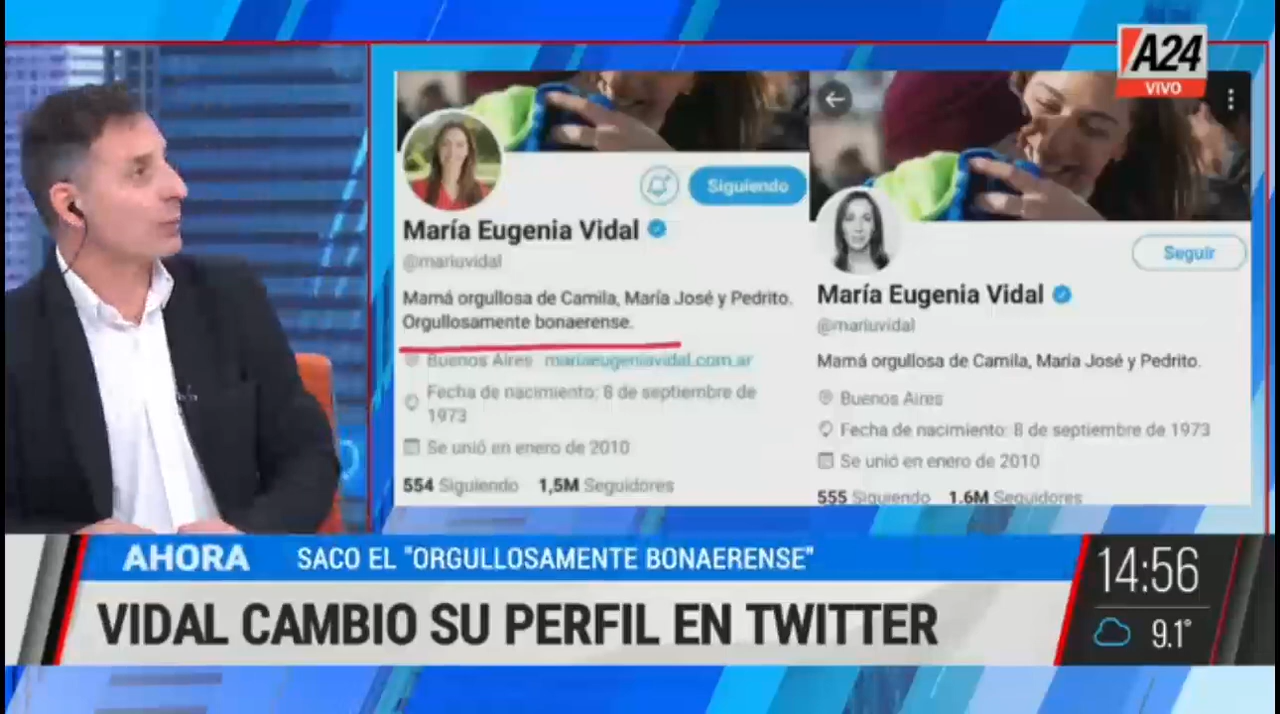 A24
VIVO
Siguiendo
María Eugenia Vidal
@mariuvidal
Mamá orgullosa de Camila, María José y Pedrito.
Orgullosamente bonaerense.
Buenos Aires mariaeugeniavidal.com.ar
Fecha de nacimiento: 8 de septiembre de
1973
Se unió en enero de 2010
554 Siguiendo 1,5M Seguidores
Seguir
María Eugenia Vidal
@mariuvidal
Mamá orgullosa de Camila, María José y Pedrito.
Buenos Aires
Fecha de nacimiento: 8 de septiembre de 1973
Se unió en enero de 2010
555 Siguiendo 1.6M Seguidores
AHORA SACO EL "ORGULLOSAMENTE BONAERENSE"
VIDAL CAMBIO SU PERFIL EN TWITTER
14:56
9.1°